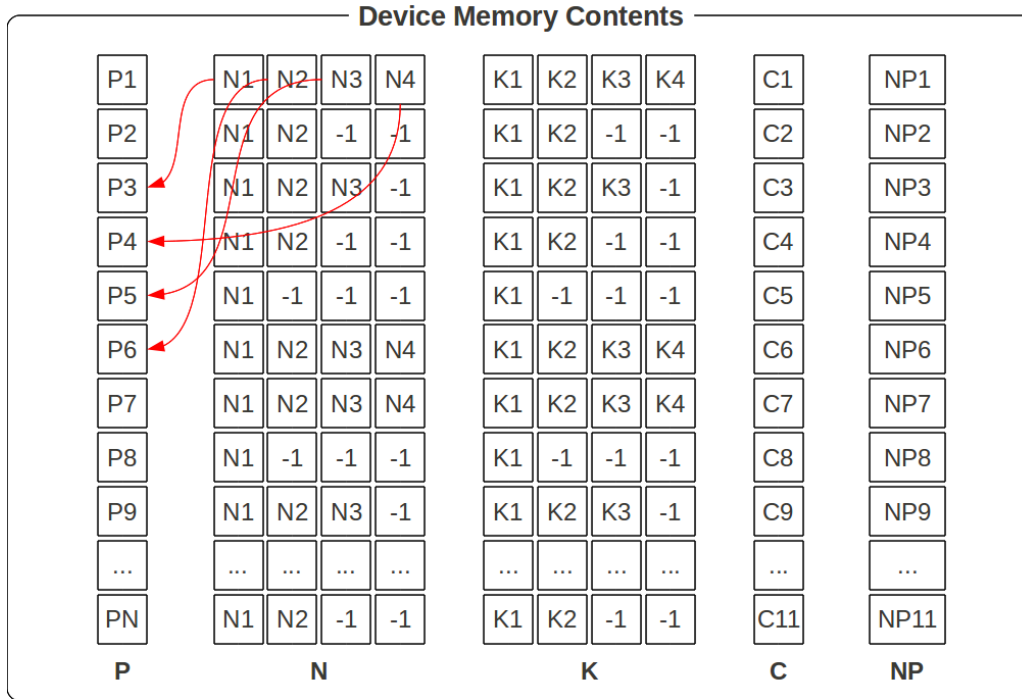 Device Memory Contents
P1 N1 N2 N3 N4 K1 K2 K3 K4 C1 NP1
P2 N1 N2 -1 -1 K1 K2 -1 -1 C2 NP2
P3 N1 N2 N3 -1 K1 K2 K3 -1 C3 NP3
P4 N1 N2 -1 -1 K1 K2 -1 -1 C4 NP4
P5 N1 -1 -1 -1 K1 -1 -1 -1 C5 NP5
P6 N1 N2 N3 N4 K1 K2 K3 K4 C6 NP6
P7 N1 N2 N3 N4 K1 K2 K3 K4 C7 NP7
P8 N1 -1 -1 -1 K1 -1 -1 -1 C8 NP8
P9 N1 N2 N3 -1 K1 K2 K3 -1 C9 NP9
... ... ... ... ... ... ... ... ... ... ...
PN N1 N2 -1 -1 K1 K2 -1 -1 C11 NP11
P N K C NP